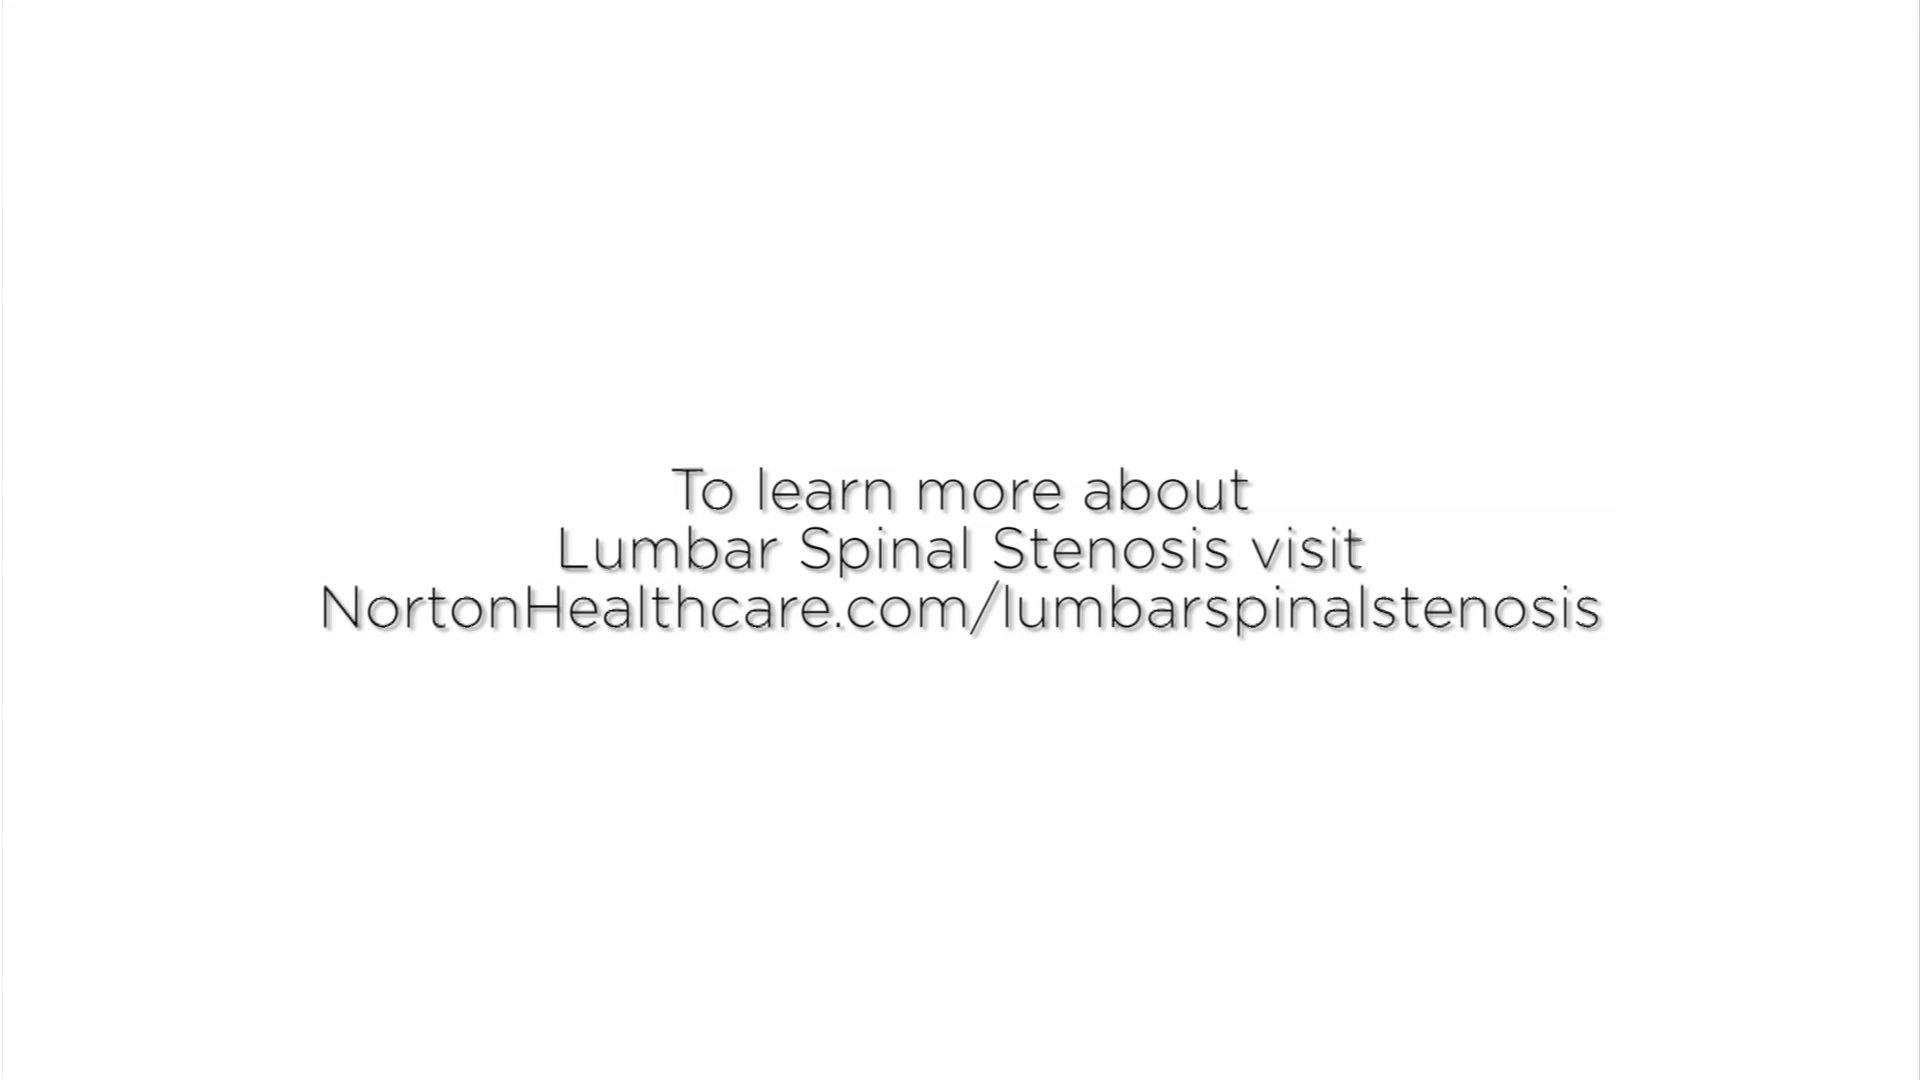 To learn more about
Lumbar Spinal Stenosis visit
NortonHealthcare.com/lumbarspinalstenosis